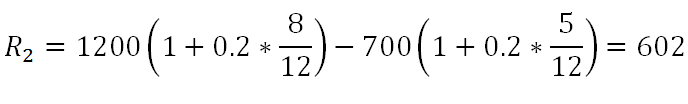 R₂ = 1200(1 + 0.2 * 8/12) − 700(1 + 0.2 * 5/12) = 602